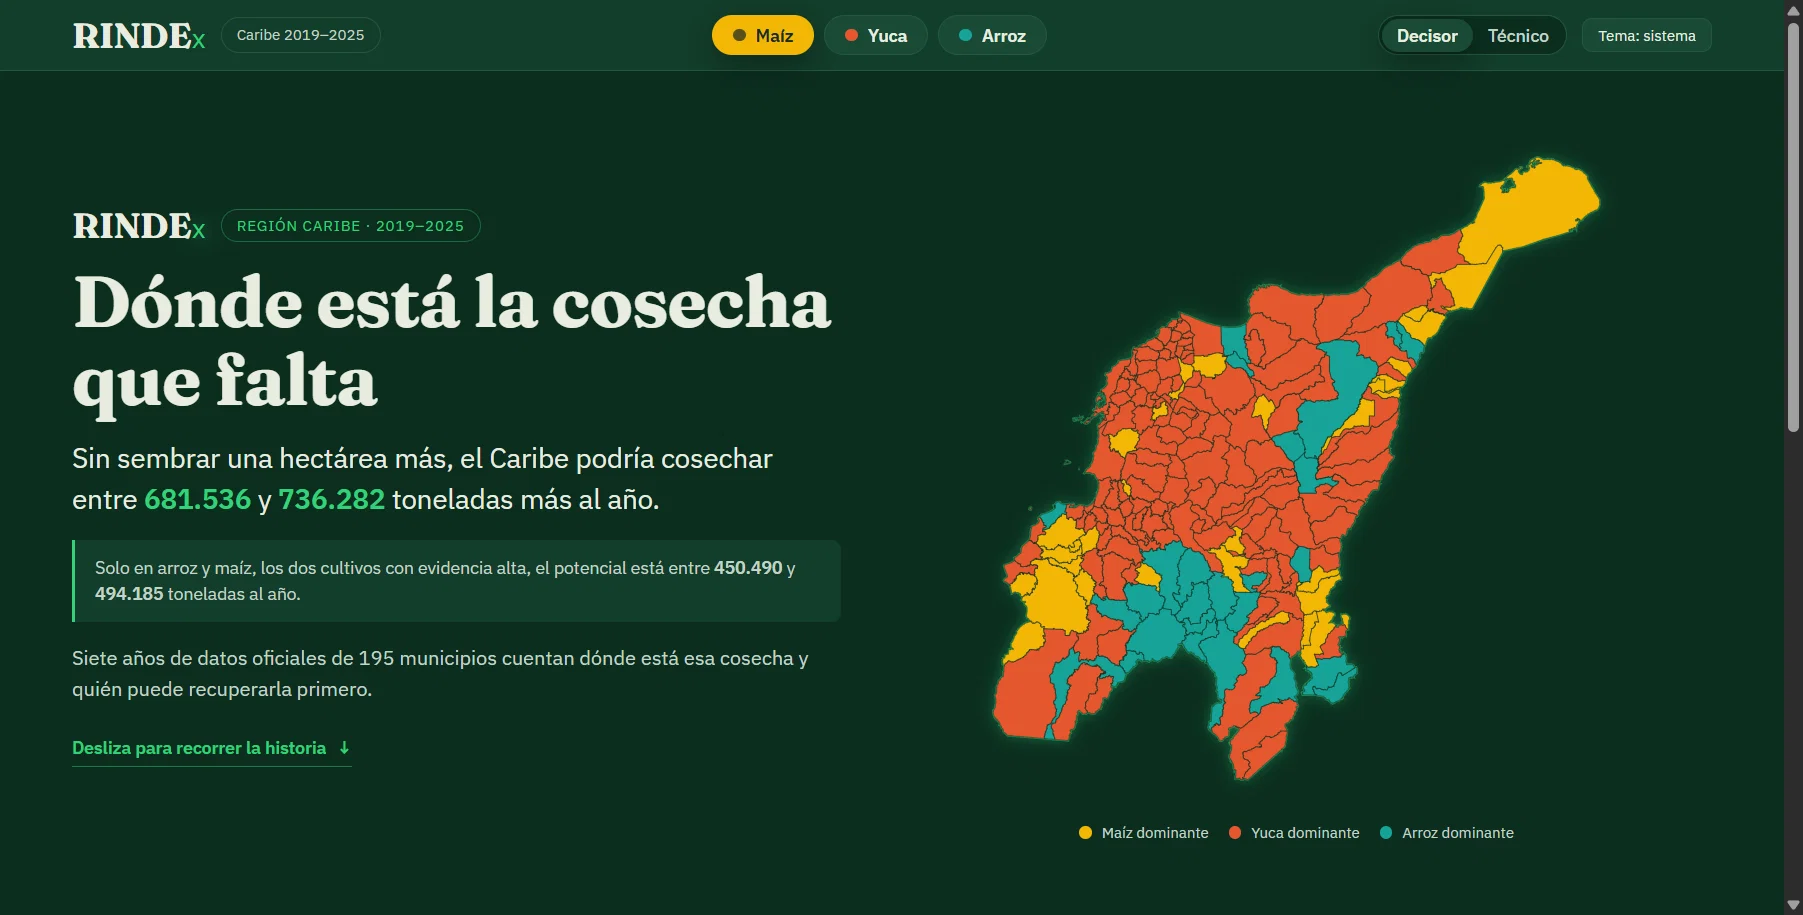 RINDEx
Caribe 2019–2025
Maíz
Yuca
Arroz
Decisor
Técnico
Tema: sistema
RINDEx
REGIÓN CARIBE · 2019–2025
Dónde está la cosecha
que falta
Sin sembrar una hectárea más, el Caribe podría cosechar
entre 681.536 y 736.282 toneladas más al año.
Solo en arroz y maíz, los dos cultivos con evidencia alta, el potencial está entre 450.490 y
494.185 toneladas al año.
Siete años de datos oficiales de 195 municipios cuentan dónde está esa cosecha y
quién puede recuperarla primero.
Desliza para recorrer la historia ↓
Maíz dominante
Yuca dominante
Arroz dominante